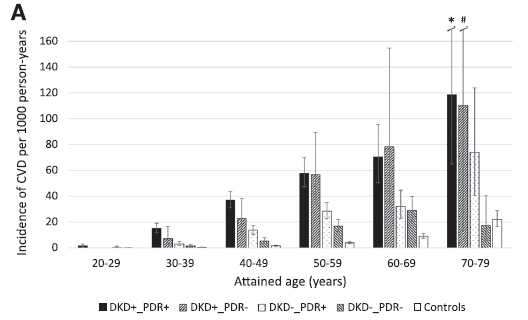 A
* #
Incidence of CVD per 1000 person-years
160
140
120
100
80
60
40
20
0
20-29 30-39 40-49 50-59 60-69 70-79
Attained age (years)
DKD+_PDR+ DKD+_PDR- DKD-_PDR+ DKD-_PDR- Controls